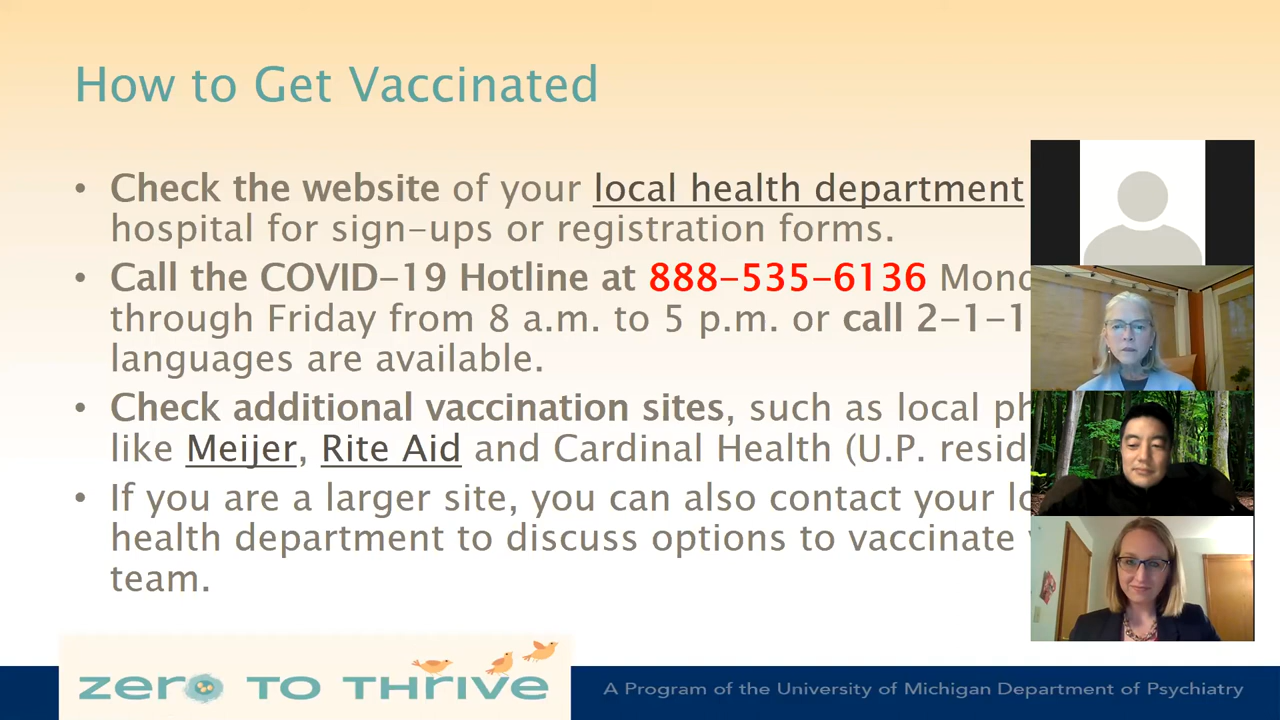 How to Get Vaccinated
• Check the website of your local health department
hospital for sign-ups or registration forms.
• Call the COVID-19 Hotline at 888-535-6136
through Friday from 8 a.m. to 5 p.m. or call 2-1-1
languages are available.
• Check additional vaccination sites, such as local
like Meijer, Rite Aid and Cardinal Health (U.P.
• If you are a larger site, you can also contact your
health department to discuss options to vaccinate
team.
zero TO THrive
A Program of the University of Michigan Department of Psychiatry